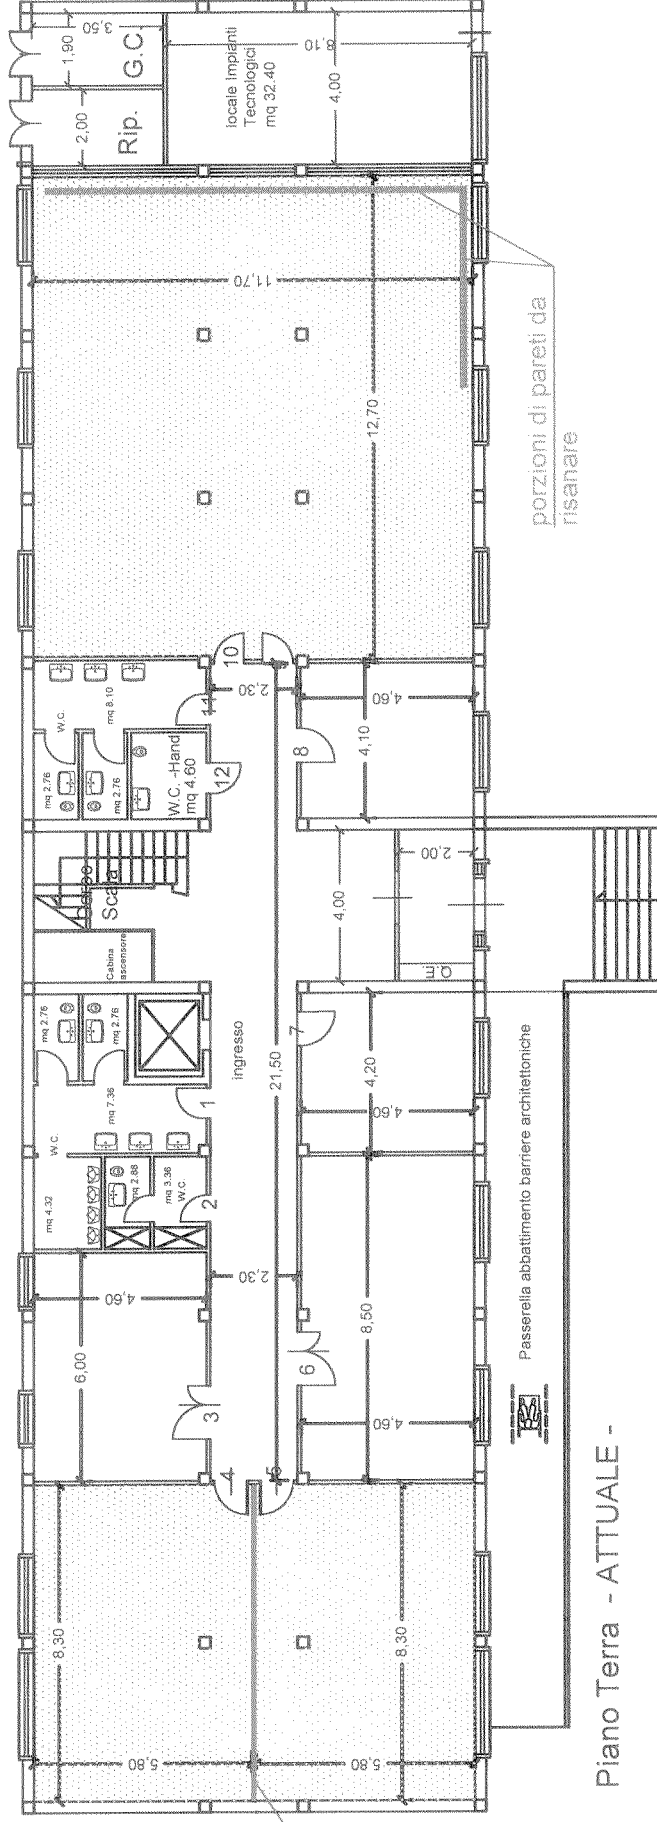 3,50
1,90
G.C.
2,00
Rip.
8,10
locale Impianti
Tecnologici
mq 32.40
4,00
11,70
12,70
porzioni di pareti da
risanare
10
2,30
11
W.C.
mq 8.10
mq 2.76
mq 2.76
W.C. -Hand
mq 4.60
12
8
4,60
4,10
Scala
Cabina
ascensore
4,00
2,00
Q.m.
mq 2.76
mq 2.76
ingresso
21,50
7
4,20
4,60
1
mq 7.36
W.C.
mq 4.32
mq 2.88
mq 3.36
W.C.
2
2,30
4,60
6,00
8,50
6
3
4,60
4
5
8,30
8,30
5,80
5,80
Passerella abbattimento barriere architettoniche
Piano Terra - ATTUALE -